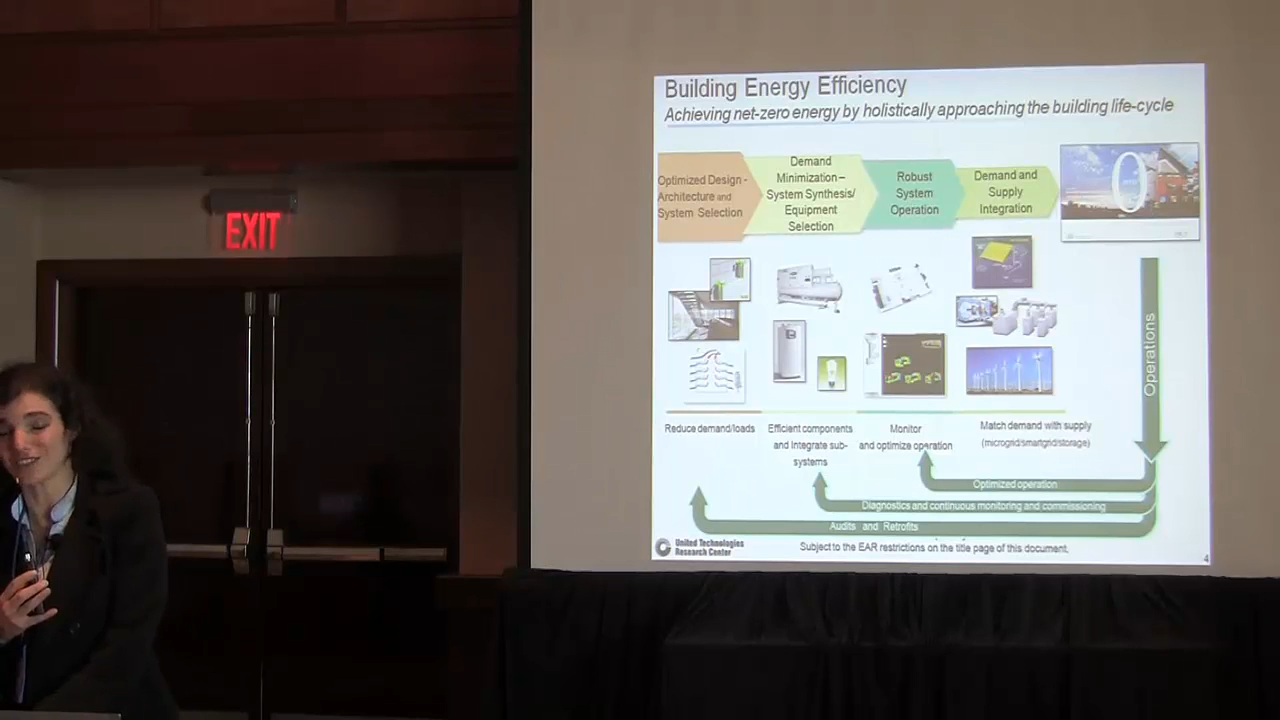 EXIT
Building Energy Efficiency
Achieving net-zero energy by holistically approaching the building life-cycle
Optimized Design -
Architecture and
System Selection
Demand
Minimization –
System Synthesis/
Equipment
Selection
Robust
System
Operation
Demand and
Supply
Integration
0
Operations
Reduce demand/loads
Efficient components
and Integrate sub-
systems
Monitor
and optimize operation
Match demand with supply
(microgrid/smartgrid/storage)
Optimized operation
Diagnostics and continuous monitoring and commissioning
Audits and Retrofits
United Technologies
Research Center
Subject to the EAR restrictions on the title page of this document,
4